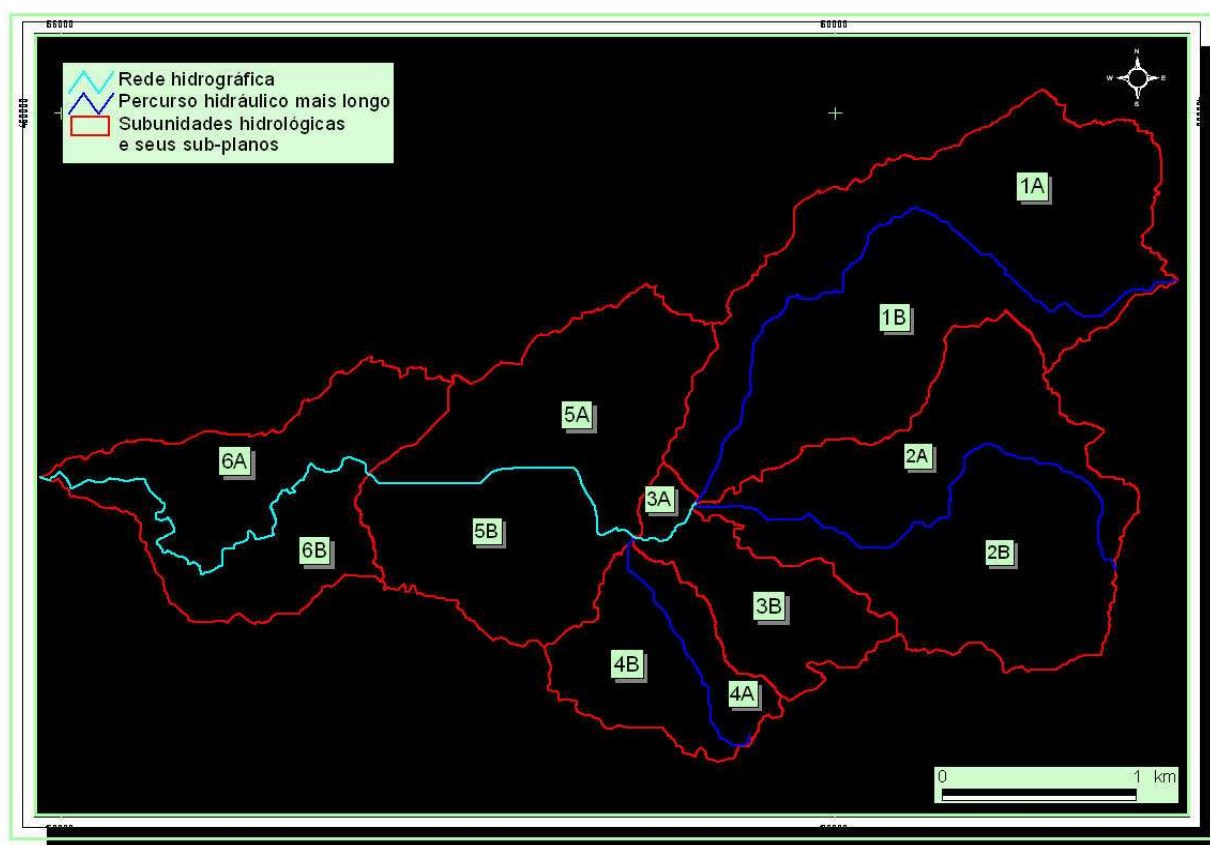 Rede hidrográfica
Percurso hidráulico mais longo
Subunidades hidrológicas
e seus sub-planos
N
W E
S
1A
1B
5A
2A
6A
3A
5B
6B
2B
3B
4B
4A
0 1 km